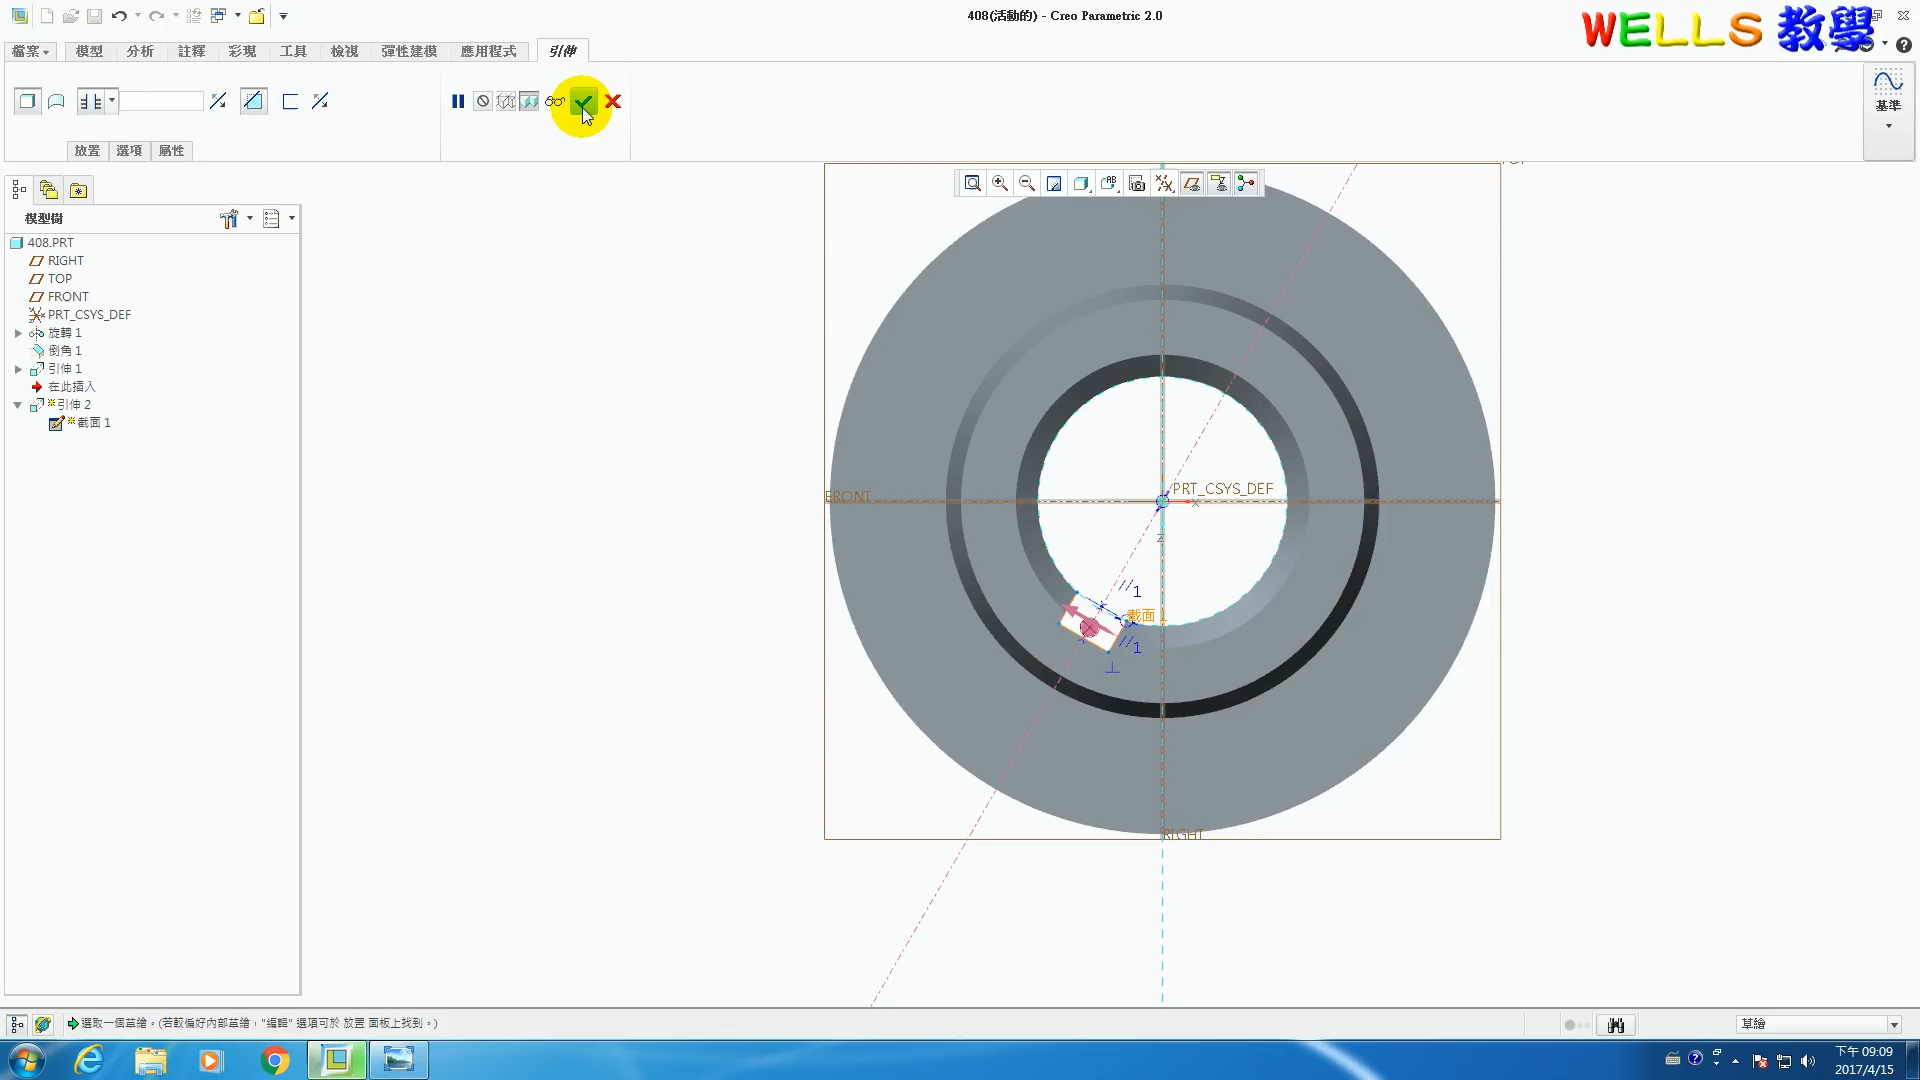 408(活動的) - Creo Parametric 2.0
WELLS 教學
檔案 模型 分析 註釋 彩現 工具 檢視 彈性建模 應用程式 引伸
基準
放置 選項 屬性
模型樹
408.PRT
RIGHT
TOP
FRONT
PRT_CSYS_DEF
旋轉 1
倒角 1
引伸 1
在此插入
引伸 2
截面 1
FRONT
PRT_CSYS_DEF
X
Z
//1
截面 1
//1
RIGHT
選取一個草繪。(若較偏好內部草繪，"編輯" 選項可於 放置 面板上找到。)
草繪
下午 09:09
2017/4/15